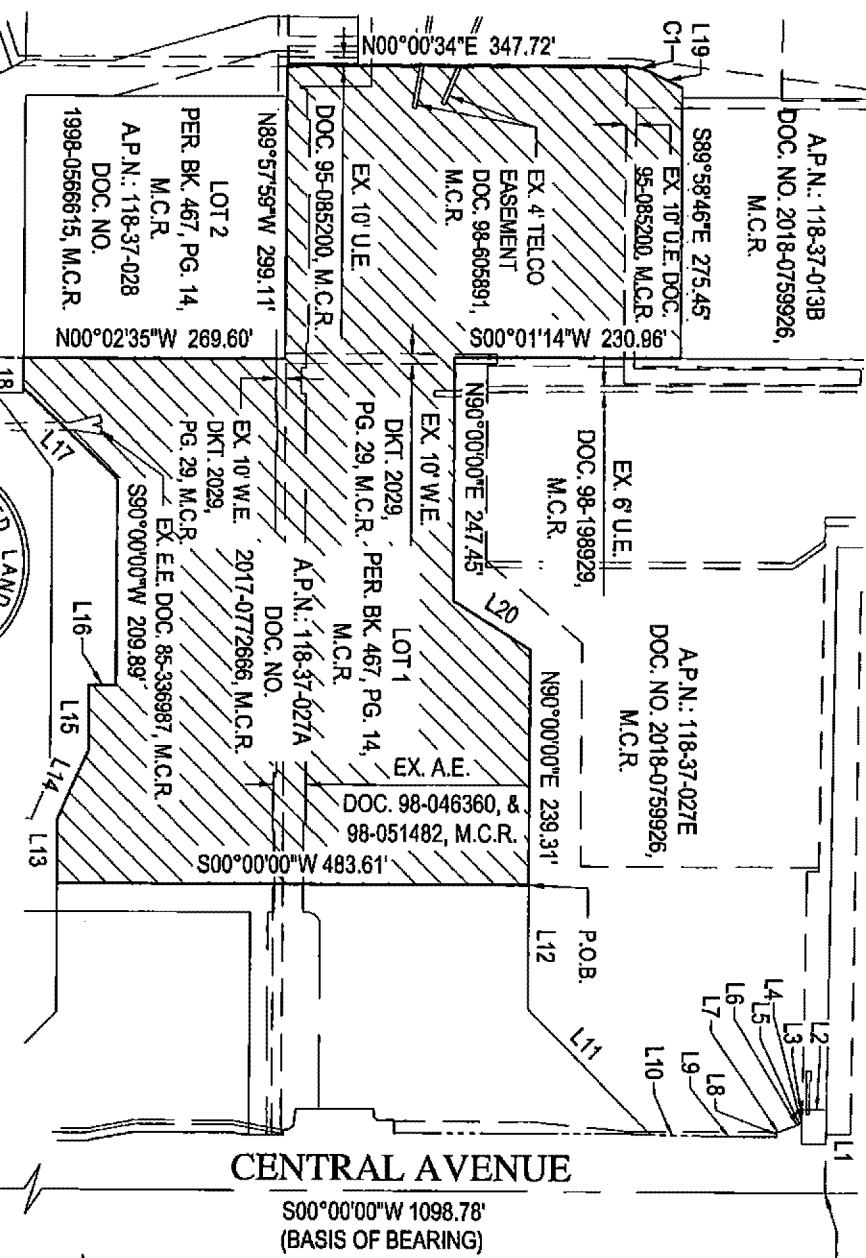 N00°00'34"E 347.72'
L19
C1
A.P.N.: 118-37-013B
DOC. NO. 2018-0759926,
M.C.R.
S89°58'46"E 275.45'
EX. 10' U.E. DOC.
95-085200, M.C.R.
S00°01'14"W 230.96'
EX. 4' TELCO
EASEMENT
DOC. 98-605891,
M.C.R.
EX. 10' U.E.
DOC. 95-085200, M.C.R.
N89°57'59"W 299.11'
LOT 2
PER. BK. 467, PG. 14,
M.C.R.
A.P.N.: 118-37-028
DOC. NO.
1998-0566615, M.C.R.
N00°02'35"W 269.60'
EX. 6' U.E.
DOC. 98-198929,
M.C.R.
N90°00'00"E 247.45'
EX. 10' W.E.
DKT. 2029,
PG. 29, M.C.R.
EX. 10' W.E.
DKT. 2029,
PG. 29, M.C.R.
18
L17
EX. E.E. DOC. 85-336987, M.C.R.
S90°00'00"W 209.89'
L20
A.P.N.: 118-37-027E
DOC. NO. 2018-0759926,
M.C.R.
LOT 1
PER. BK. 467, PG. 14,
M.C.R.
A.P.N.: 118-37-027A
DOC. NO.
2017-0772666, M.C.R.
L16
L15
L14
L13
N90°00'00"E 239.31'
EX. A.E.
DOC. 98-046360, &
98-051482, M.C.R.
S00°00'00"W 483.61'
P.O.B.
L12
L11
L10
L9
L8
L7
L6
L5
L4
L3
L2
L1
CENTRAL AVENUE
S00°00'00"W 1098.78'
(BASIS OF BEARING)
LAND